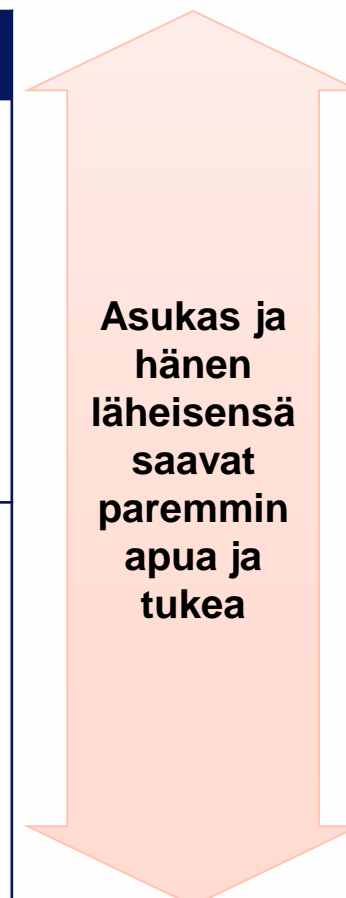 Asukas ja
hänen
läheisensä
saavat
paremmin
apua ja
tukea